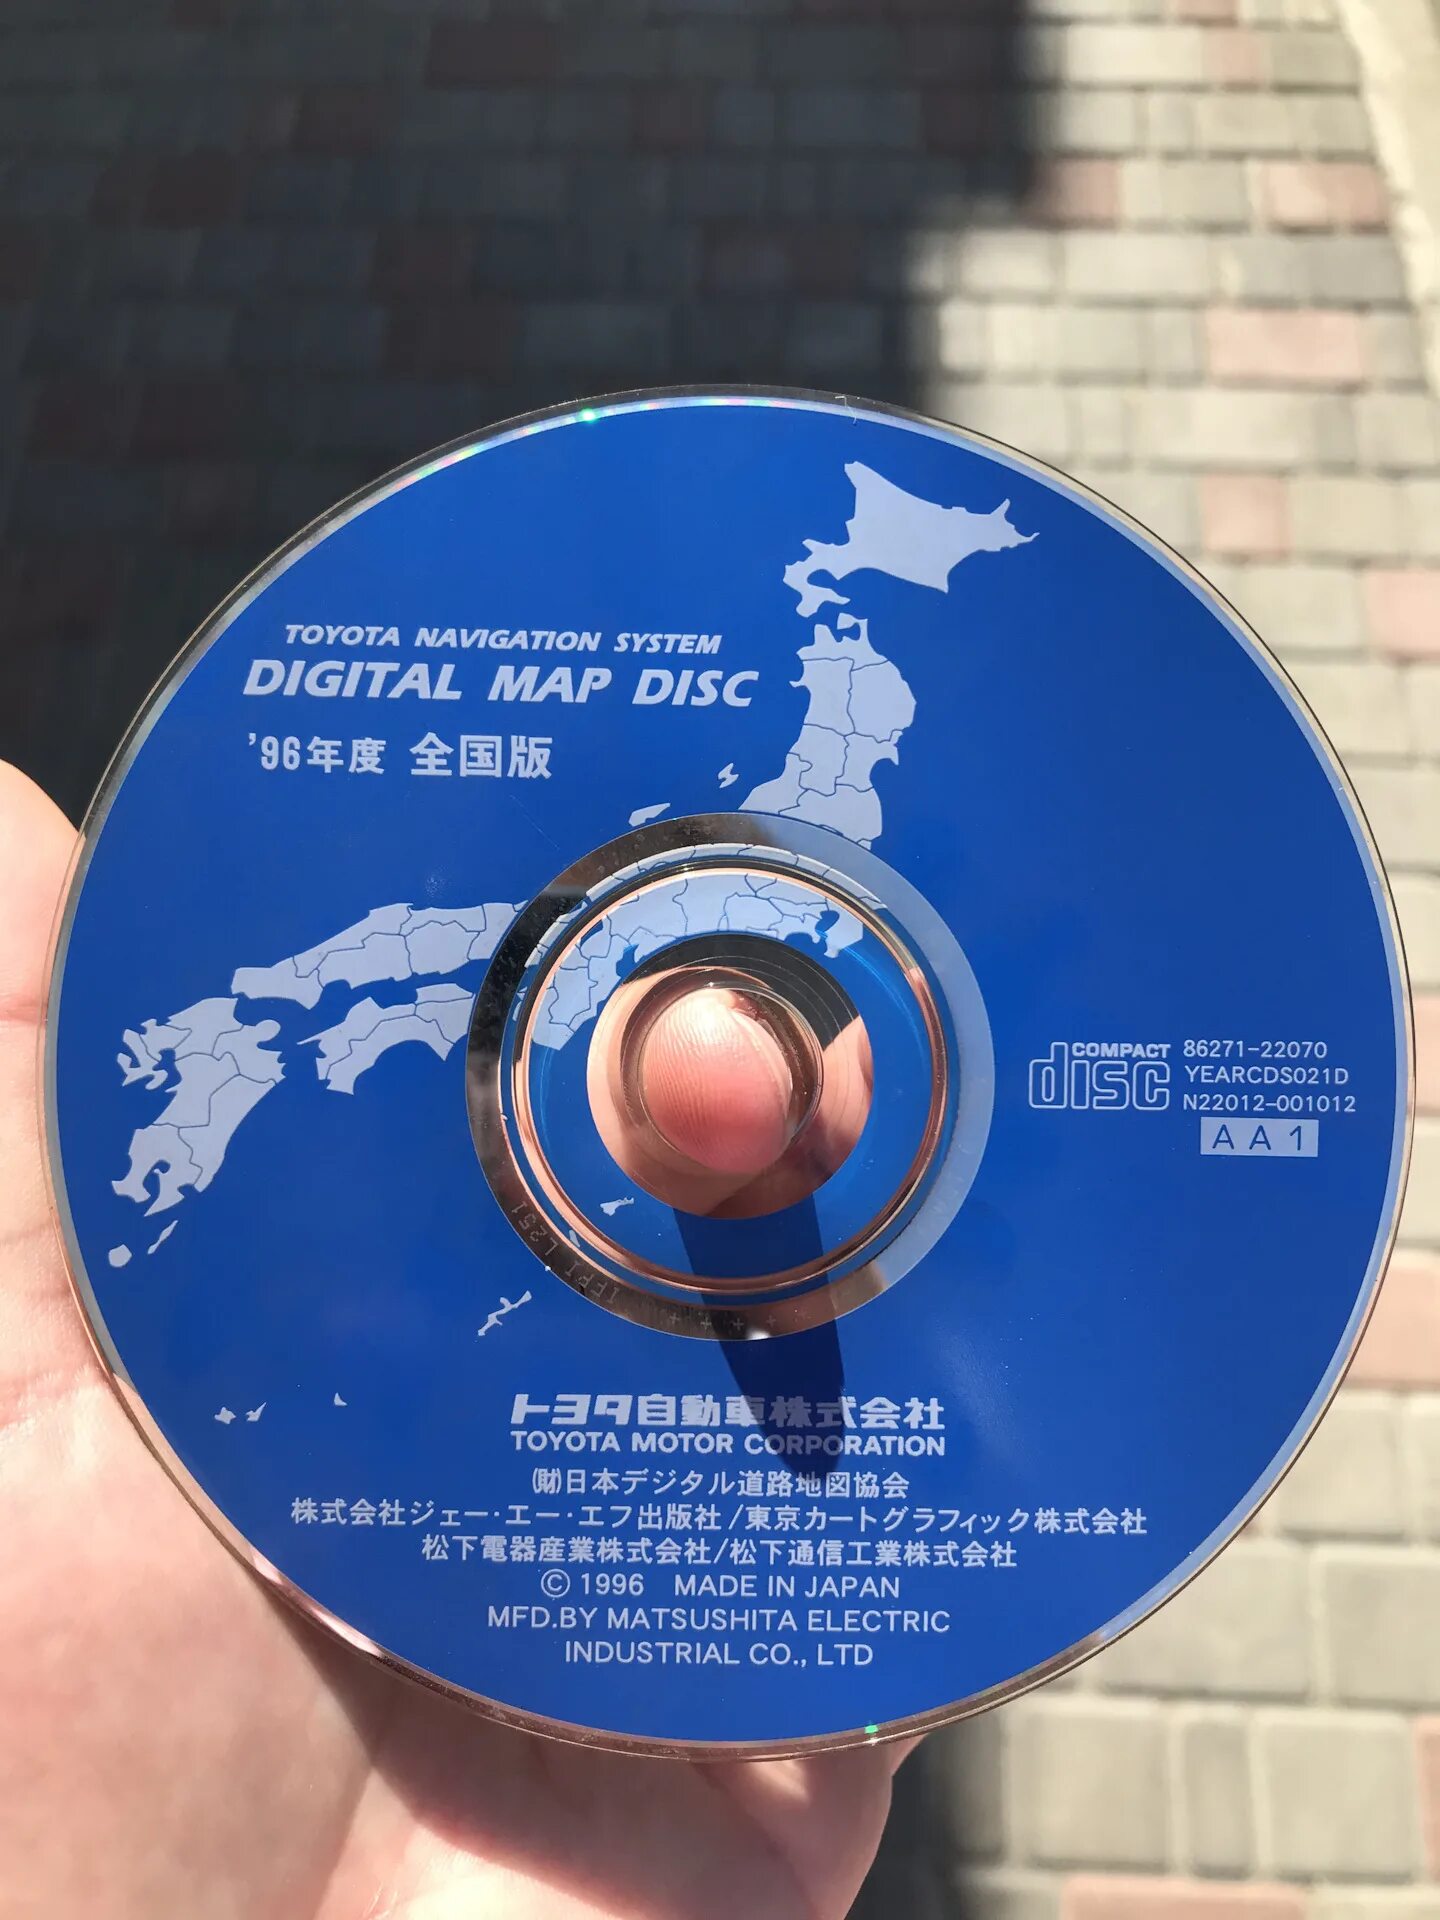 TOYOTA NAVIGATION SYSTEM
DIGITAL MAP DISC
'96年度 全国版
COMPACT disc
86271-22070
YEARCDS021D
N22012-001012
AA1
IFPI L251
トヨタ自動車株式会社
TOYOTA MOTOR CORPORATION
㈶日本デジタル道路地図協会
株式会社ジェー・エー・エフ出版社/東京カートグラフィック株式会社
松下電器産業株式会社/松下通信工業株式会社
© 1996 MADE IN JAPAN
MFD.BY MATSUSHITA ELECTRIC
INDUSTRIAL CO., LTD